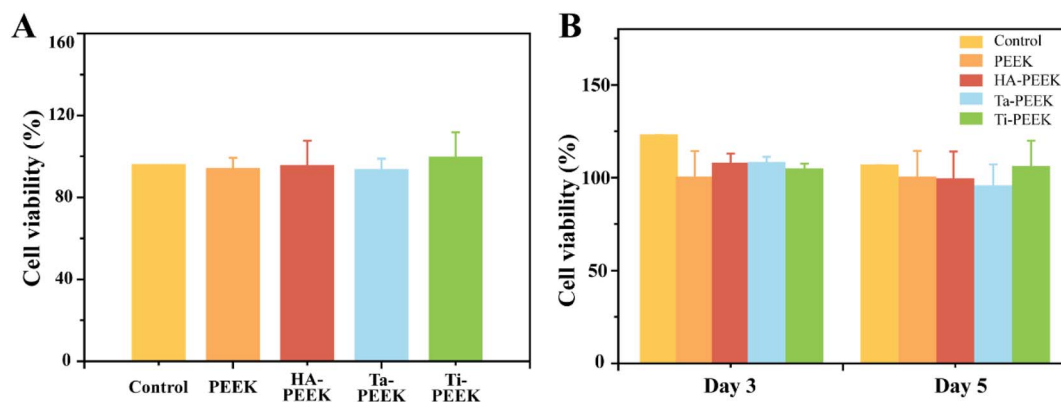 A
Cell viability (%)
160
120
80
40
0
Control
PEEK
HA-
PEEK
Ta-
PEEK
Ti-
PEEK
B
Cell viability (%)
150
100
50
0
Control
PEEK
HA-PEEK
Ta-PEEK
Ti-PEEK
Day 3
Day 5